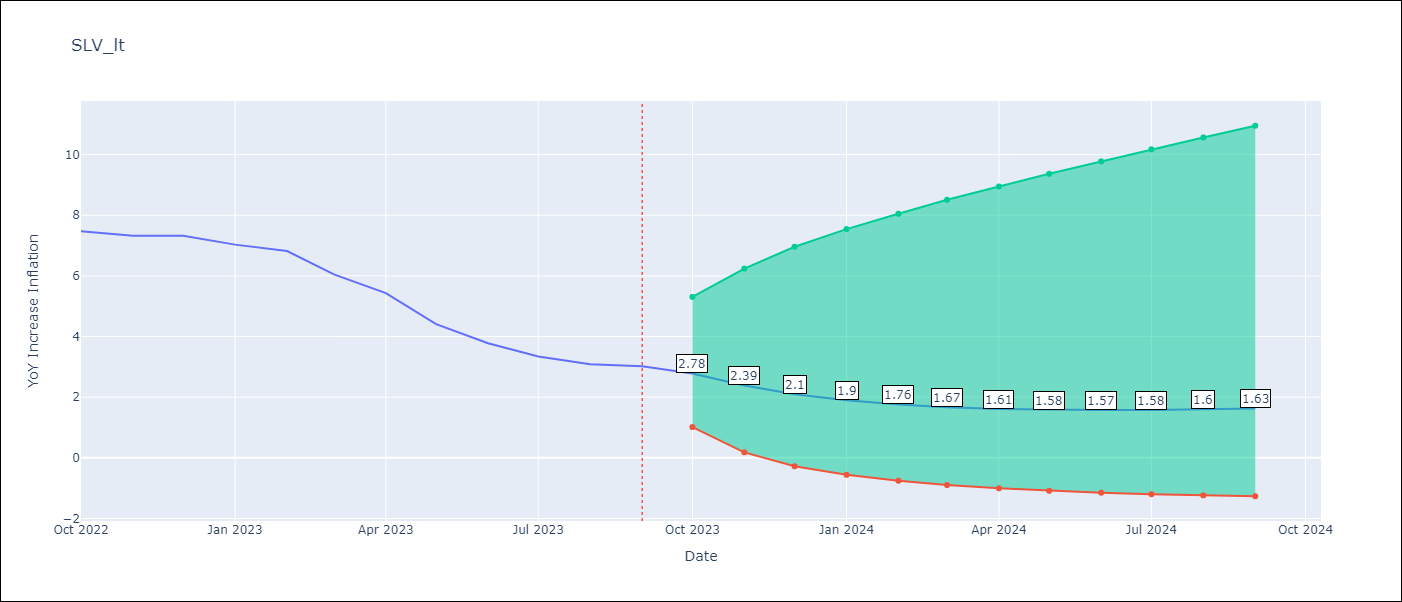 SLV_lt
YoY Increase Inflation
10
8
6
4
2
0
−2
2.78
2.39
2.1
1.9
1.76
1.67
1.61
1.58
1.57
1.58
1.6
1.63
Oct 2022
Jan 2023
Apr 2023
Jul 2023
Oct 2023
Jan 2024
Apr 2024
Jul 2024
Oct 2024
Date